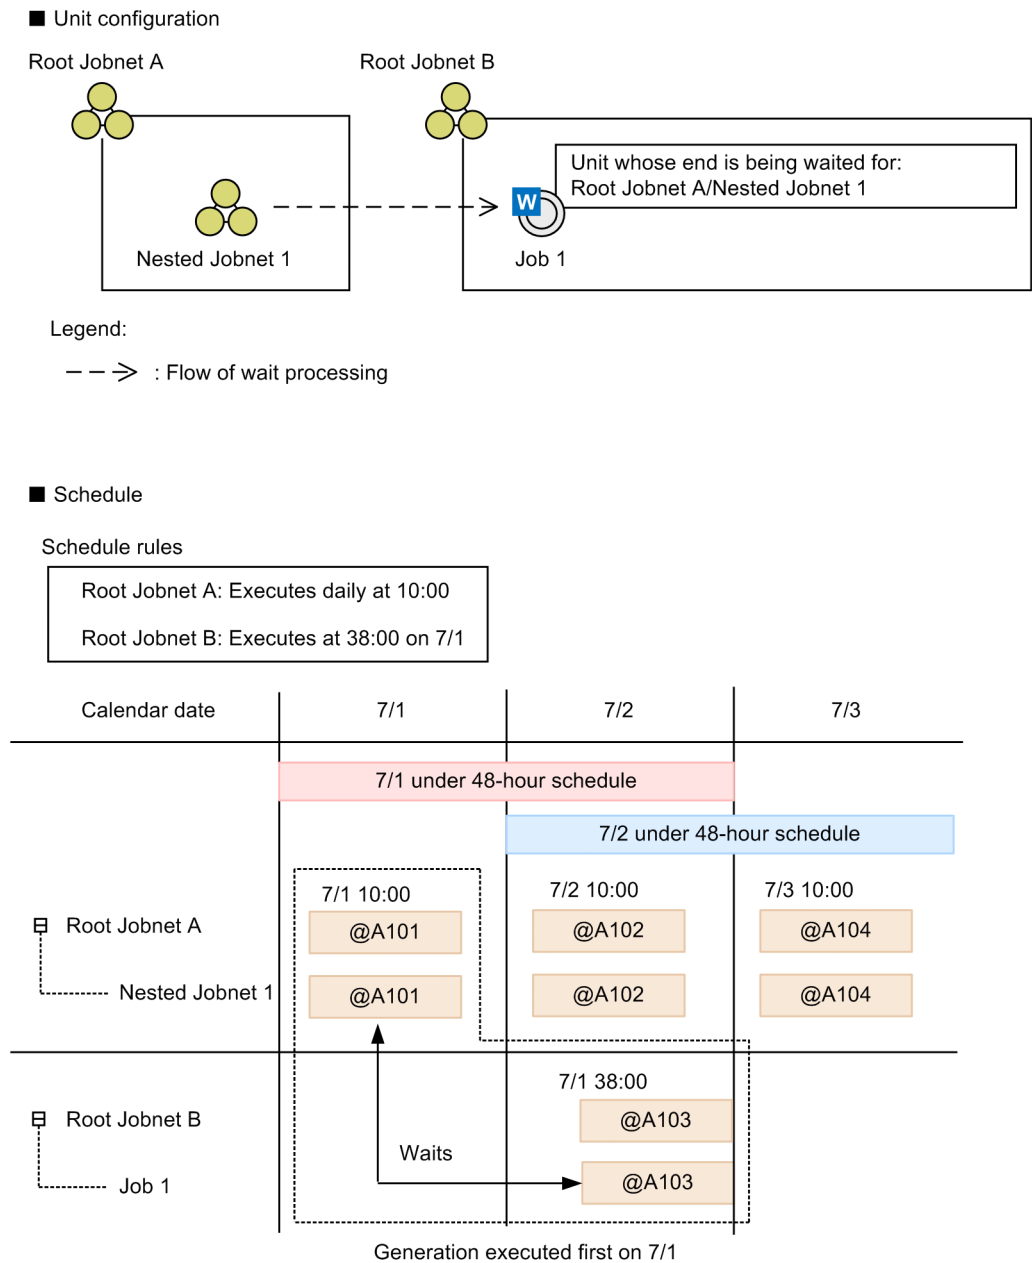 ■ Unit configuration
Root Jobnet A
Root Jobnet B
Unit whose end is being waited for:
Root Jobnet A/Nested Jobnet 1
W
Nested Jobnet 1
Job 1
Legend:
: Flow of wait processing
■ Schedule
Schedule rules
Root Jobnet A: Executes daily at 10:00
Root Jobnet B: Executes at 38:00 on 7/1
Calendar date
7/1
7/2
7/3
7/1 under 48-hour schedule
7/2 under 48-hour schedule
7/1 10:00
7/2 10:00
7/3 10:00
Root Jobnet A
@A101
@A102
@A104
Nested Jobnet 1
@A101
@A102
@A104
7/1 38:00
Root Jobnet B
@A103
Waits
Job 1
@A103
Generation executed first on 7/1